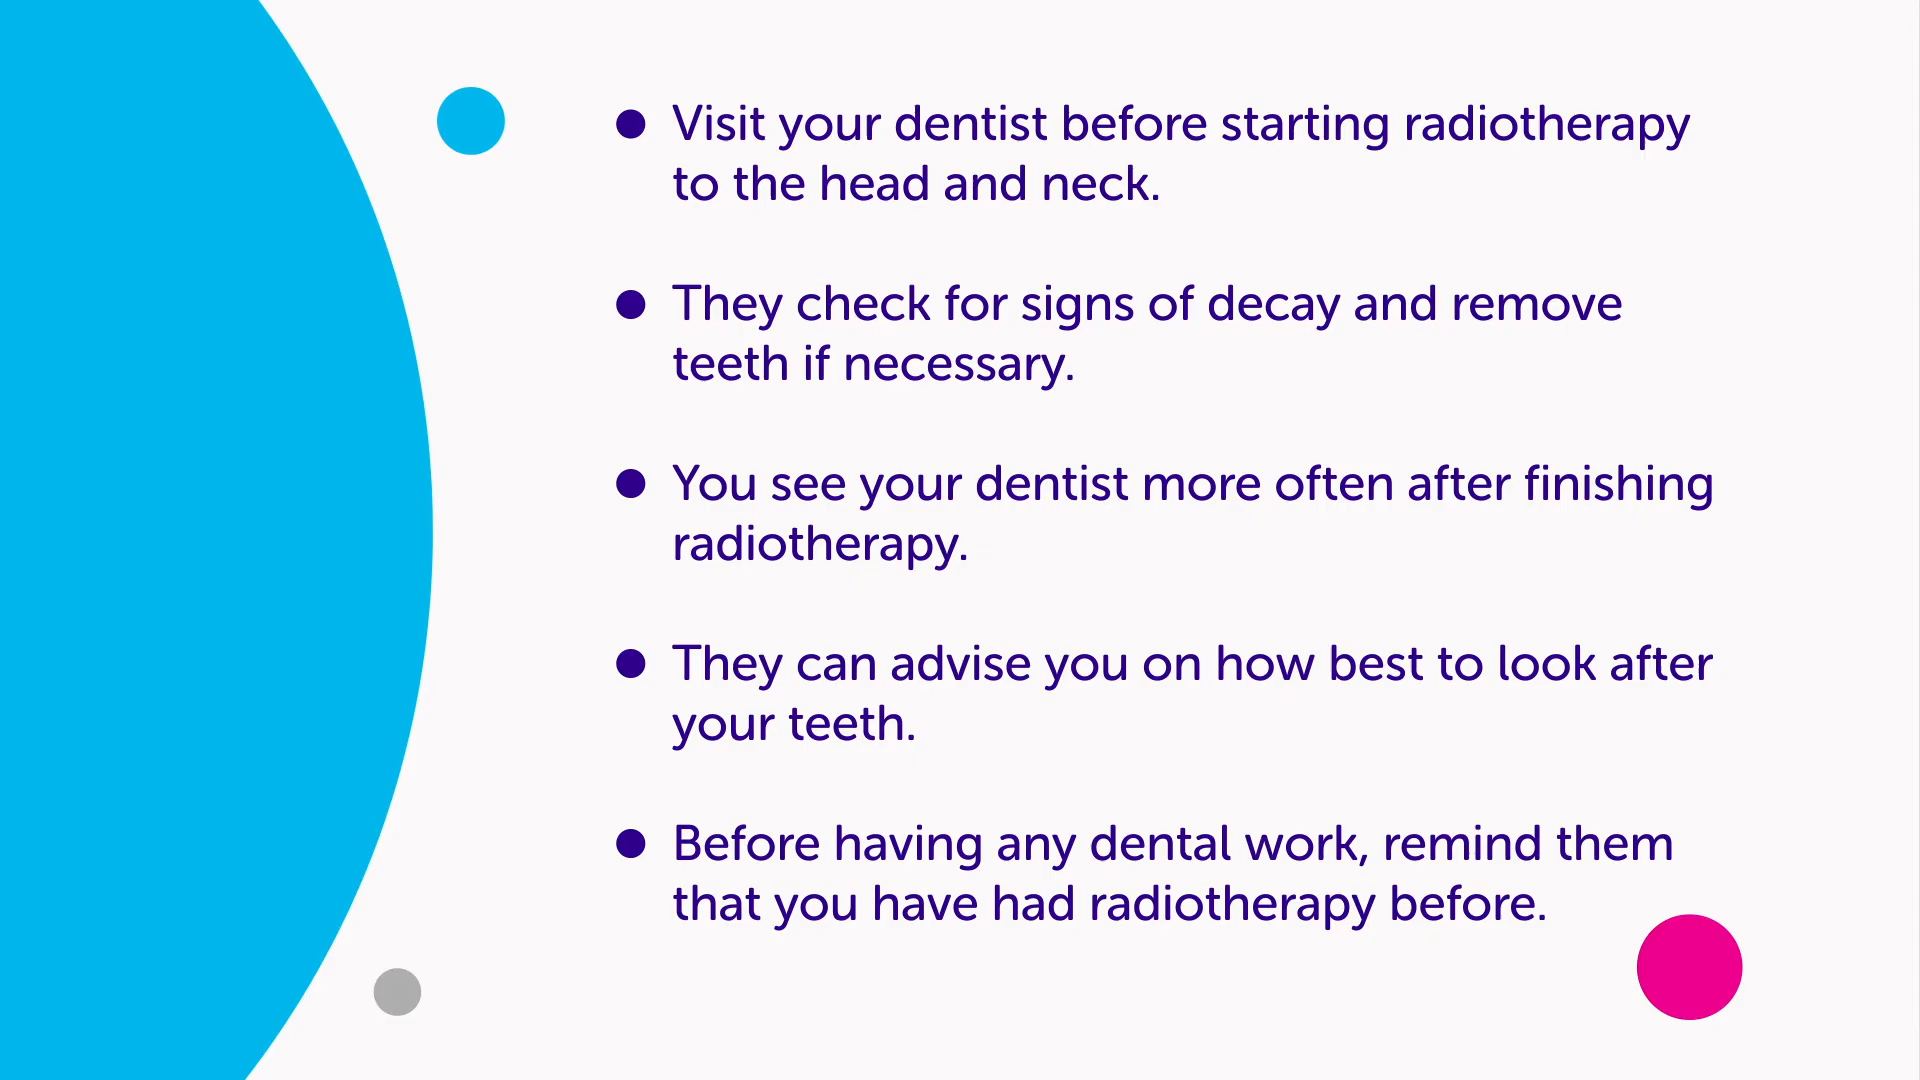 ● Visit your dentist before starting radiotherapy
to the head and neck.
● They check for signs of decay and remove
teeth if necessary.
● You see your dentist more often after finishing
radiotherapy.
● They can advise you on how best to look after
your teeth.
● Before having any dental work, remind them
that you have had radiotherapy before.